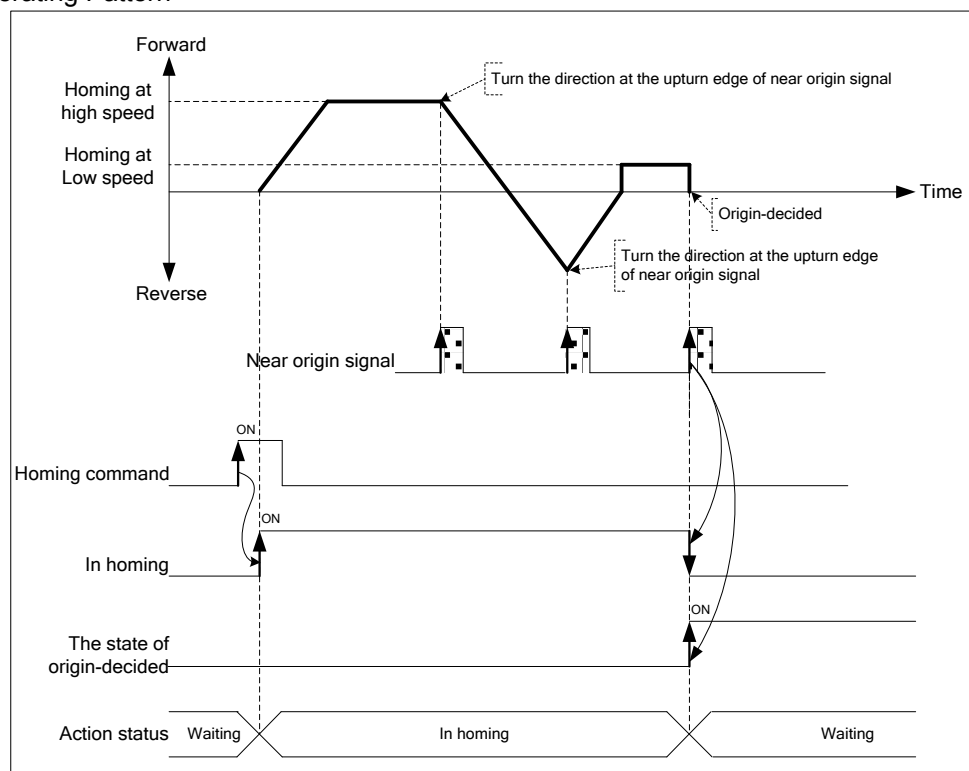 erating Pattern
Forward
Homing at
high speed
Turn the direction at the upturn edge of near origin signal
Homing at
Low speed
Time
Origin-decided
Turn the direction at the upturn edge
of near origin signal
Reverse
Near origin signal
ON
Homing command
ON
In homing
ON
The state of
origin-decided
Action status
Waiting
In homing
Waiting